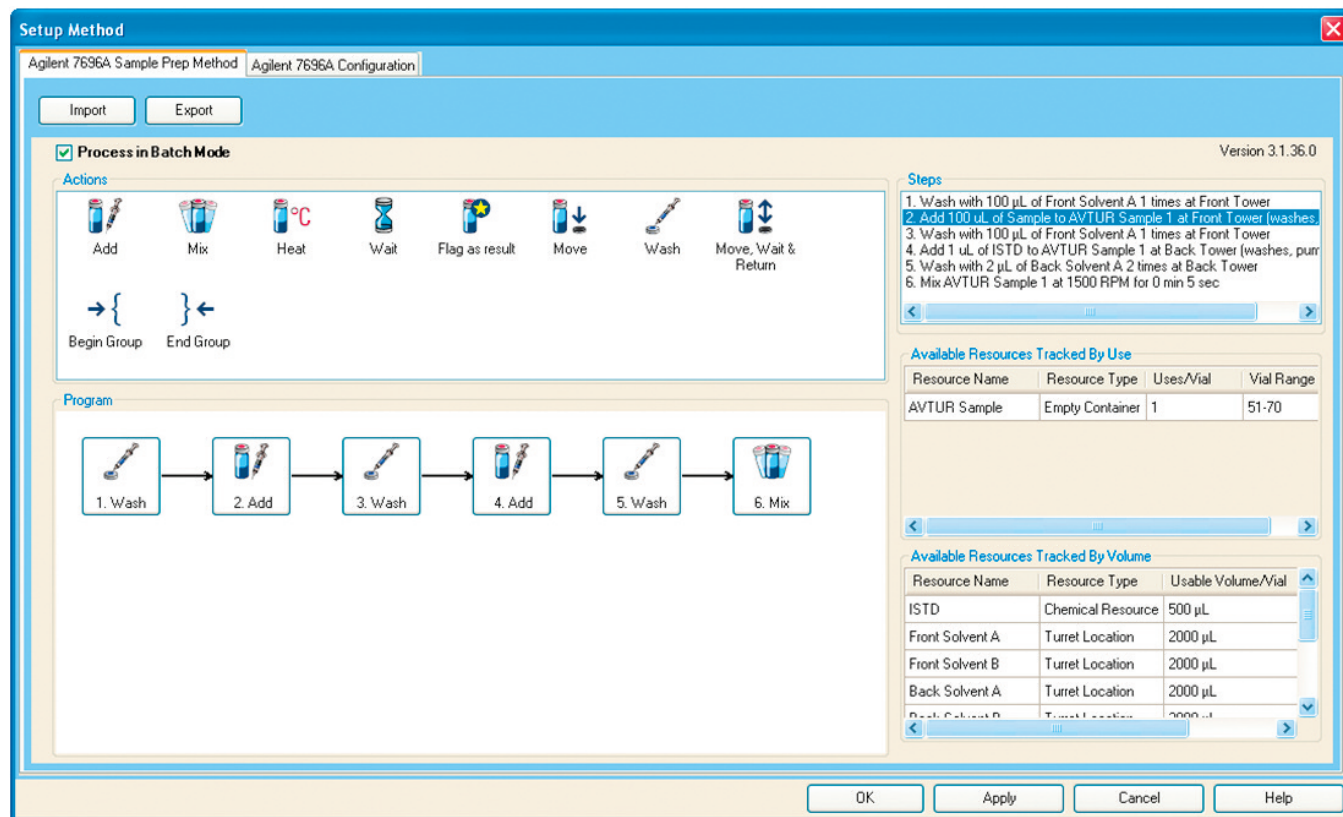 Setup Method
Agilent 7696A Sample Prep Method
Agilent 7696A Configuration
Import
Export
Process in Batch Mode
Version 3.1.36.0
Actions
Add
Mix
Heat
°C
Wait
Flag as result
Move
Wash
Move, Wait &
Return
Begin Group
End Group
Program
1. Wash
2. Add
3. Wash
4. Add
5. Wash
6. Mix
Steps
1. Wash with 100 µL of Front Solvent A 1 times at Front Tower
2. Add 100 uL of Sample to AVTUR Sample 1 at Front Tower (washes,
3. Wash with 100 µL of Front Solvent A 1 times at Front Tower
4. Add 1 uL of ISTD to AVTUR Sample 1 at Back Tower (washes,
5. Wash with 2 µL of Back Solvent A 2 times at Back Tower
6. Mix AVTUR Sample 1 at 1500 RPM for 0 min 5 sec
Available Resources Tracked By Use
Resource Name Resource Type Uses/Vial Vial Range
AVTUR Sample Empty Container 1 51-70
Available Resources Tracked By Volume
Resource Name Resource Type Usable Volume/Vial
ISTD Chemical Resource 500 µL
Front Solvent A Turret Location 2000 µL
Front Solvent B Turret Location 2000 µL
Back Solvent A Turret Location 2000 µL
OK
Apply
Cancel
Help